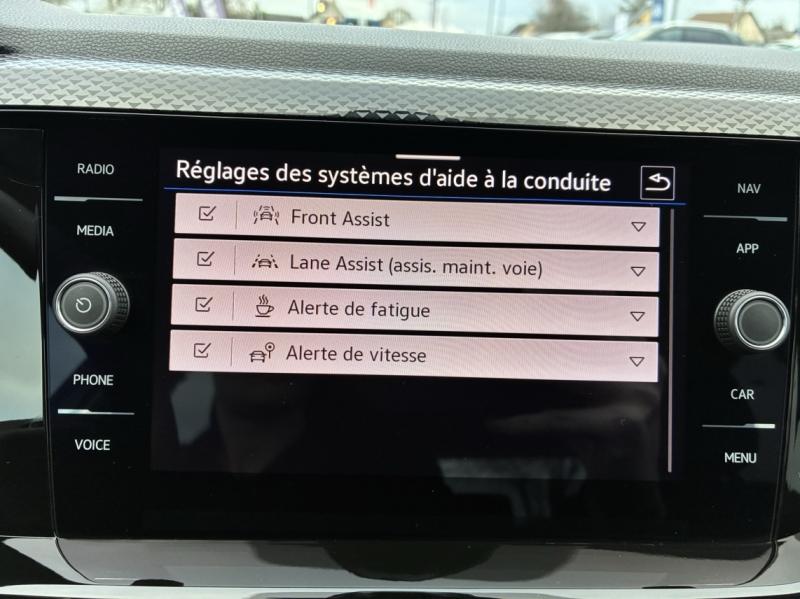 Réglages des systèmes d'aide à la conduite
Front Assist
Lane Assist (assis. maint. voie)
Alerte de fatigue
Alerte de vitesse
RADIO
MEDIA
PHONE
VOICE
NAV
APP
CAR
MENU